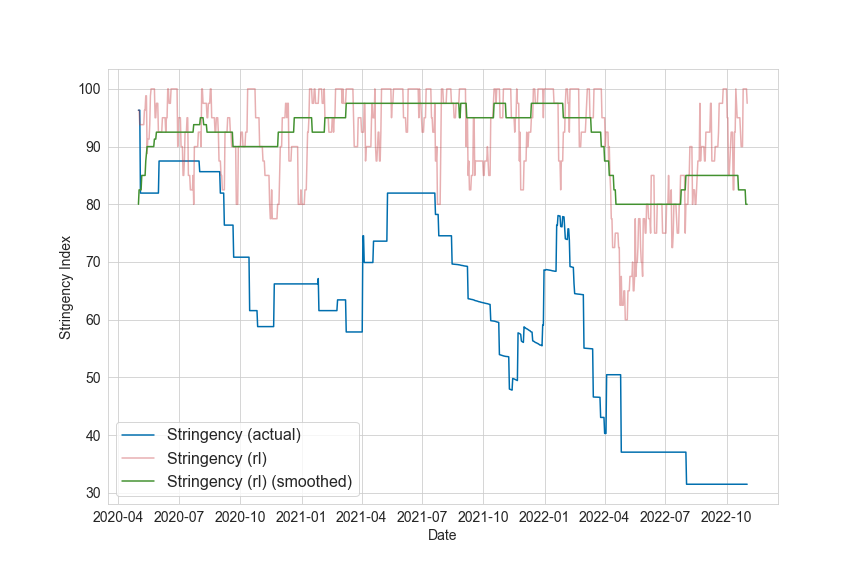 100
90
80
70
60
50
40
30
Stringency Index
Stringency (actual)
Stringency (rl)
Stringency (rl) (smoothed)
2020-04 2020-07 2020-10 2021-01 2021-04 2021-07 2021-10 2022-01 2022-04 2022-07 2022-10
Date